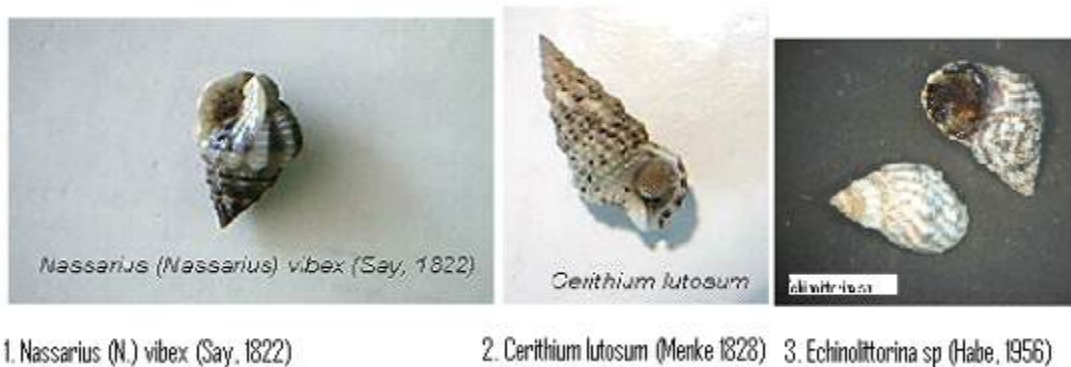 Nassarius (Nassarius) vibex (Say, 1822)
Cerithium lutosum
1. Nassarius (N.) vibex (Say, 1822)
2. Cerithium lutosum (Menke 1828)
3. Echinolittorina sp (Habe, 1956)